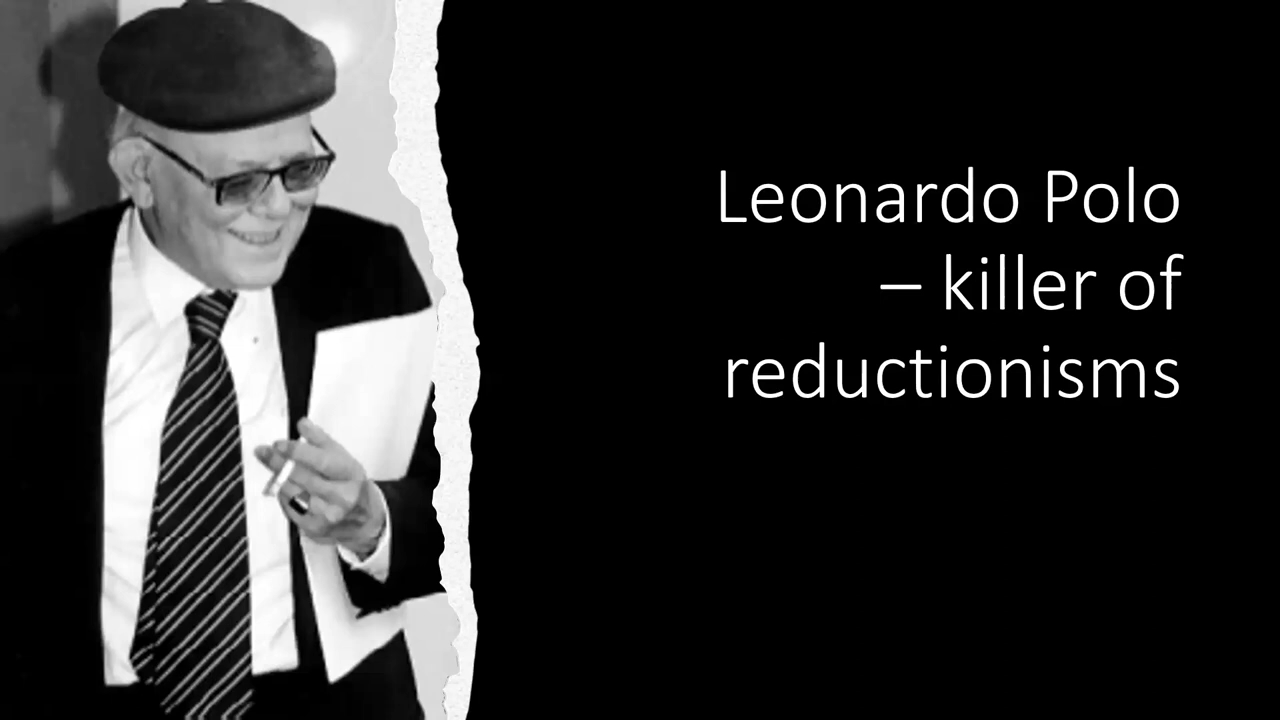 Leonardo Polo
– killer of
reductionisms